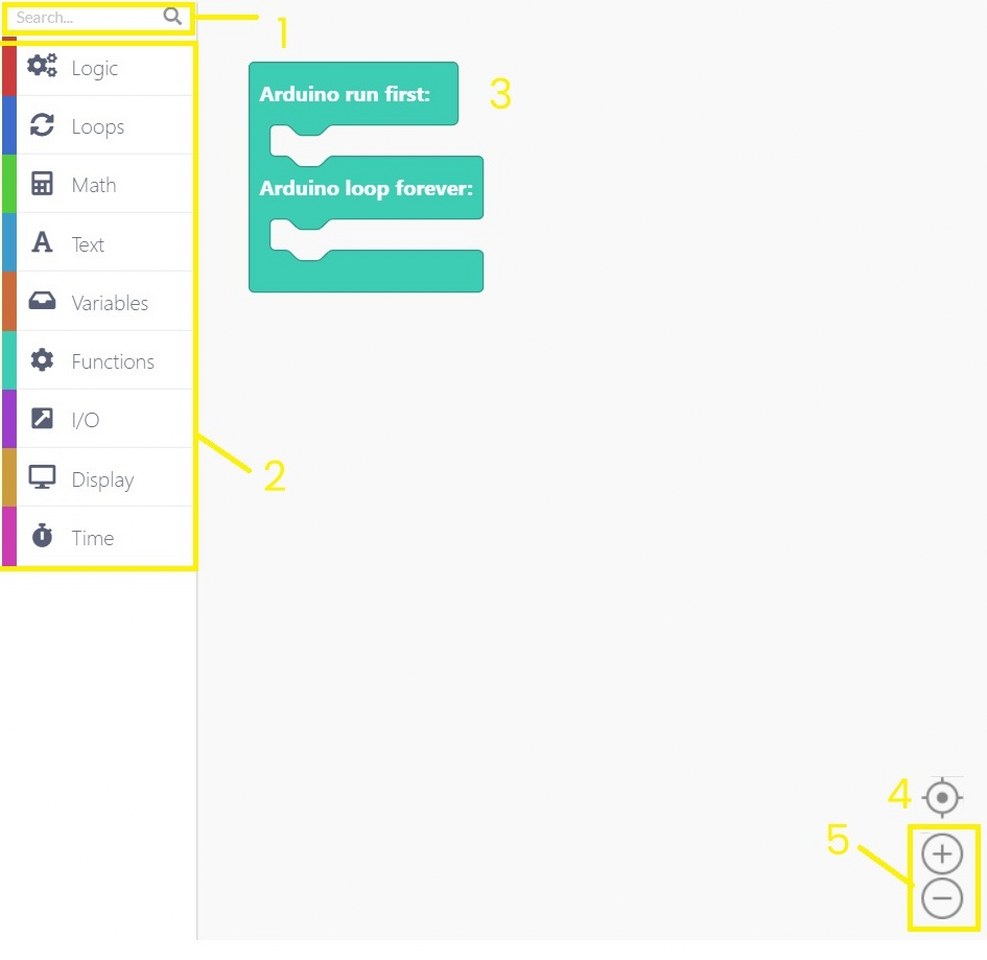 Search...
1
Logic
Arduino run first:
3
Loops
Math
Arduino loop forever:
Text
Variables
Functions
I/O
2
Display
Time
4
5